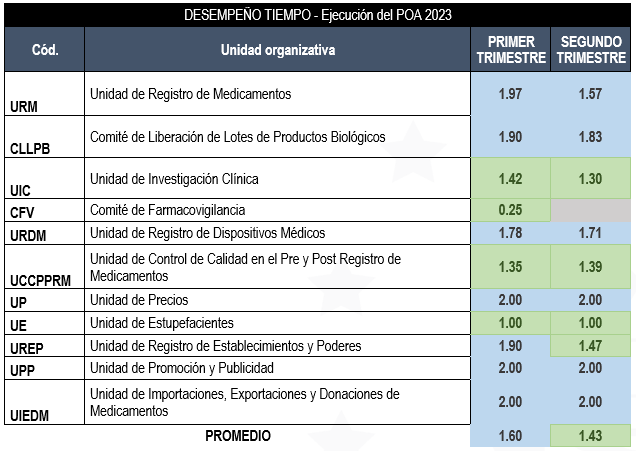 DESEMPEÑO TIEMPO - Ejecución del POA 2023
Cód. Unidad organizativa PRIMER TRIMESTRE SEGUNDO TRIMESTRE
URM Unidad de Registro de Medicamentos 1.97 1.57
CLLPB Comité de Liberación de Lotes de Productos Biológicos 1.90 1.83
UIC Unidad de Investigación Clínica 1.42 1.30
CFV Comité de Farmacovigilancia 0.25
URDM Unidad de Registro de Dispositivos Médicos 1.78 1.71
UCCPPRM Unidad de Control de Calidad en el Pre y Post Registro de
Medicamentos 1.35 1.39
UP Unidad de Precios 2.00 2.00
UE Unidad de Estupefacientes 1.00 1.00
UREP Unidad de Registro de Establecimientos y Poderes 1.90 1.47
UPP Unidad de Promoción y Publicidad 2.00 2.00
UIEDM Unidad de Importaciones, Exportaciones y Donaciones de
Medicamentos 2.00 2.00
PROMEDIO 1.60 1.43